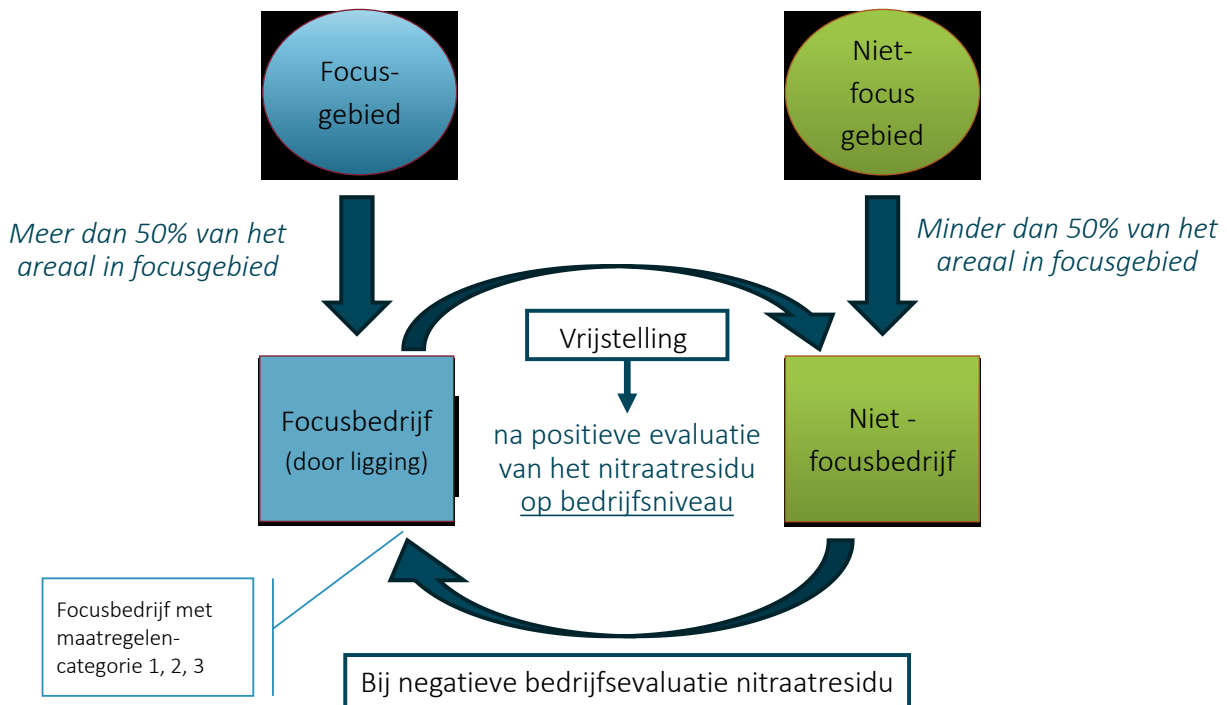 Focus-
gebied
Niet-
focus
gebied
Meer dan 50% van het
areaal in focusgebied
Minder dan 50% van het
areaal in focusgebied
Vrijstelling
Focusbedrijf
(door ligging)
na positieve evaluatie
van het nitraatresidu
op bedrijfsniveau
Niet -
focusbedrijf
Focusbedrijf met
maatregelen-
categorie 1, 2, 3
Bij negatieve bedrijfsevaluatie nitraatresidu